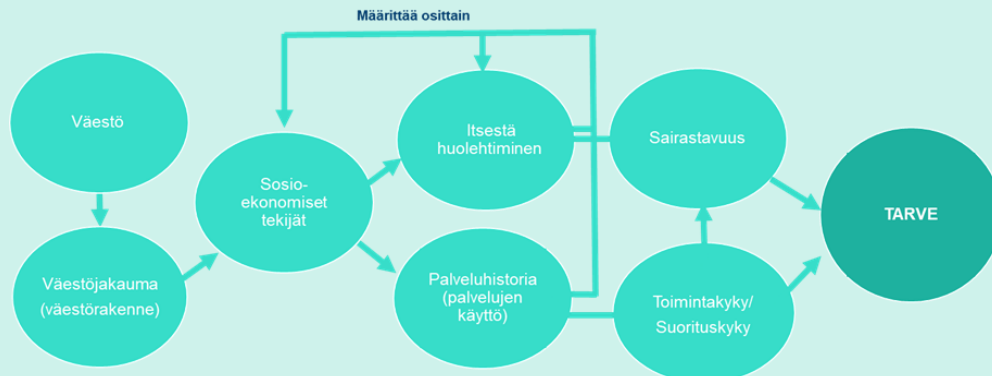 Määrittää osittain
Väestö
Väestöjakauma
(väestörakenne)
Sosio-
ekonomiset
tekijät
Itsestä
huolehtiminen
Palveluhistoria
(palvelujen
käyttö)
Sairastavuus
Toimintakyky/
Suorituskyky
TARVE